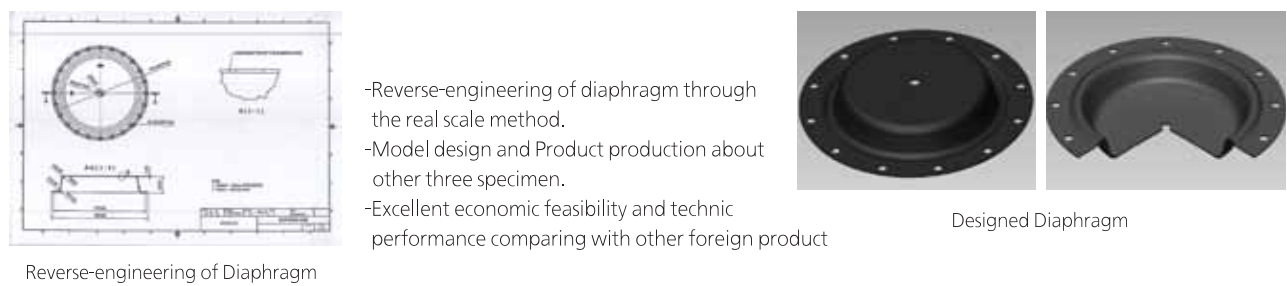 -Reverse-engineering of diaphragm through
the real scale method.
-Model design and Product production about
other three specimen.
-Excellent economic feasibility and technic
performance comparing with other foreign product
Designed Diaphragm
Reverse-engineering of Diaphragm